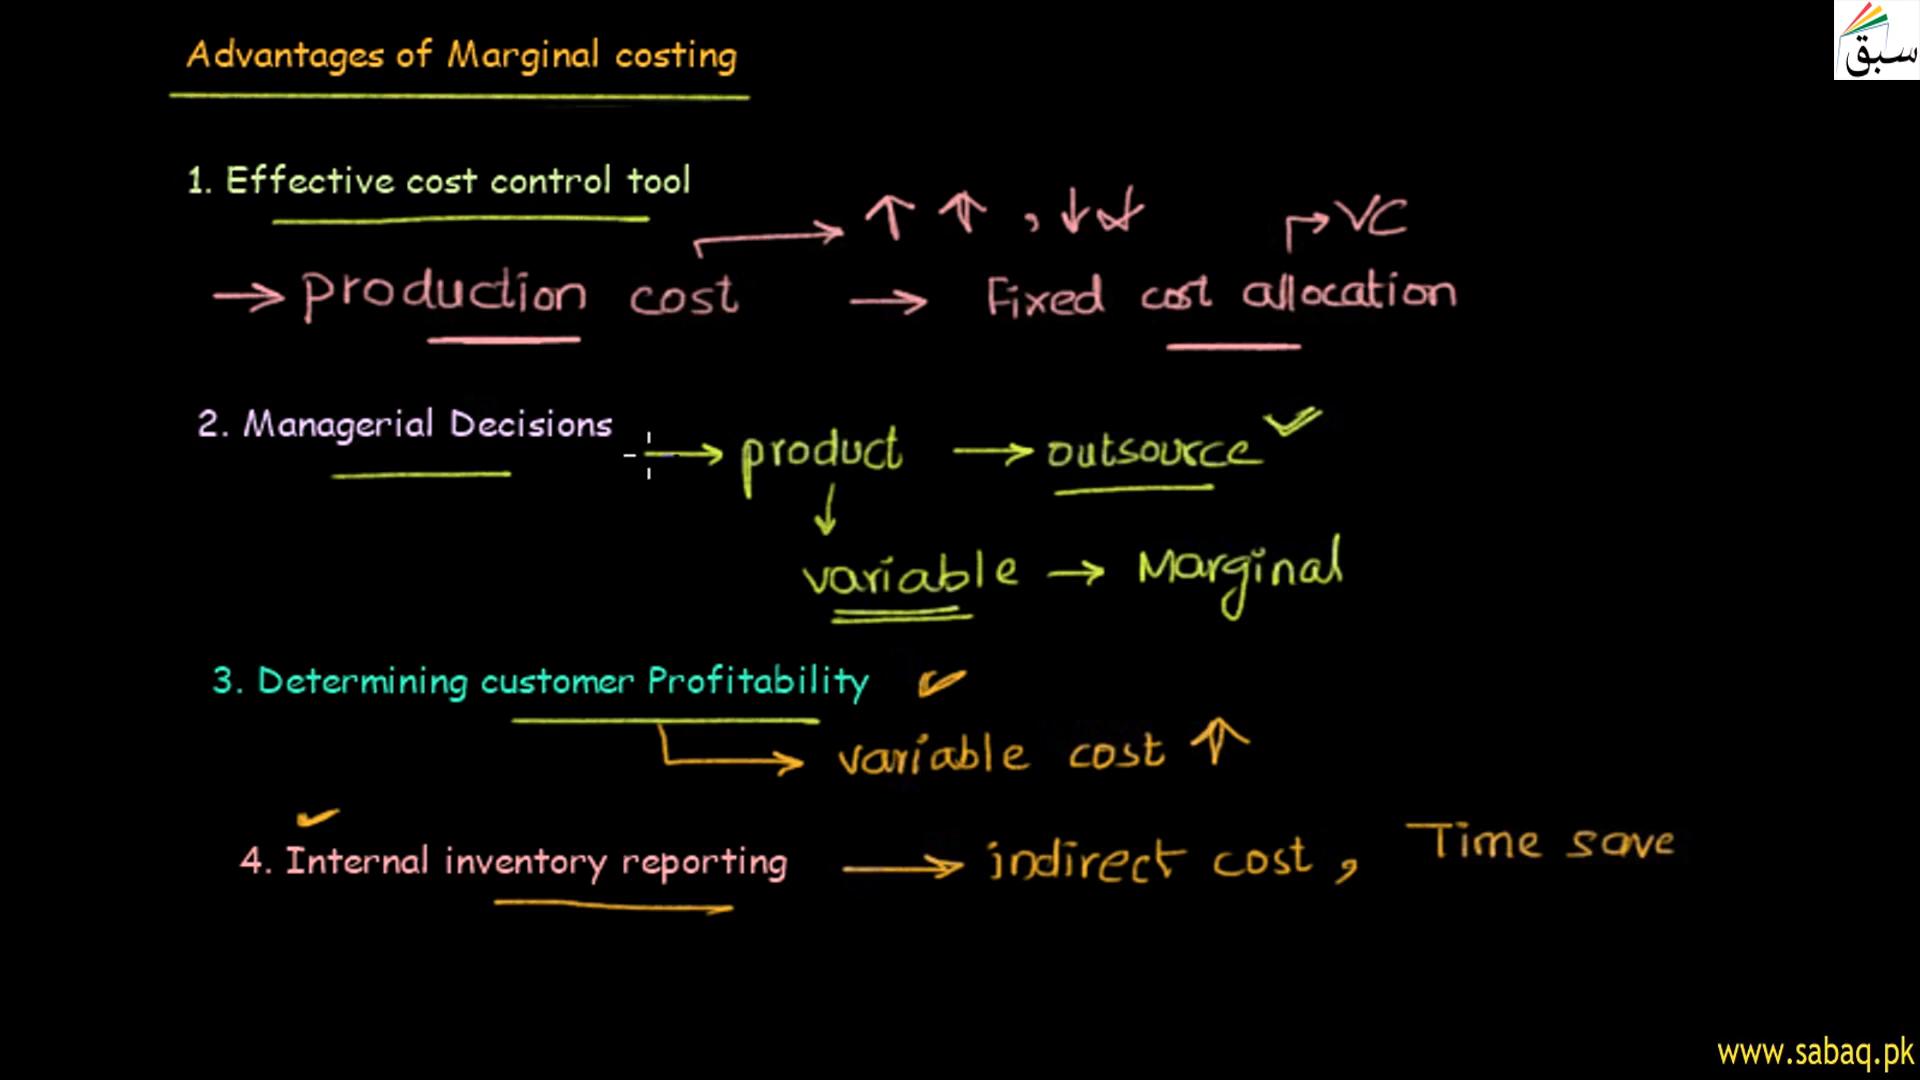 سبق
Advantages of Marginal costing
1. Effective cost control tool
↑ ↑ , ↓ ↓
→ VC
→ production cost → Fixed cost allocation
2. Managerial Decisions → product → outsource ✓
↓
variable → Marginal
3. Determining customer Profitability ✓
→ variable cost ↑
✓
4. Internal inventory reporting → indirect cost , Time save
www.sabaq.pk